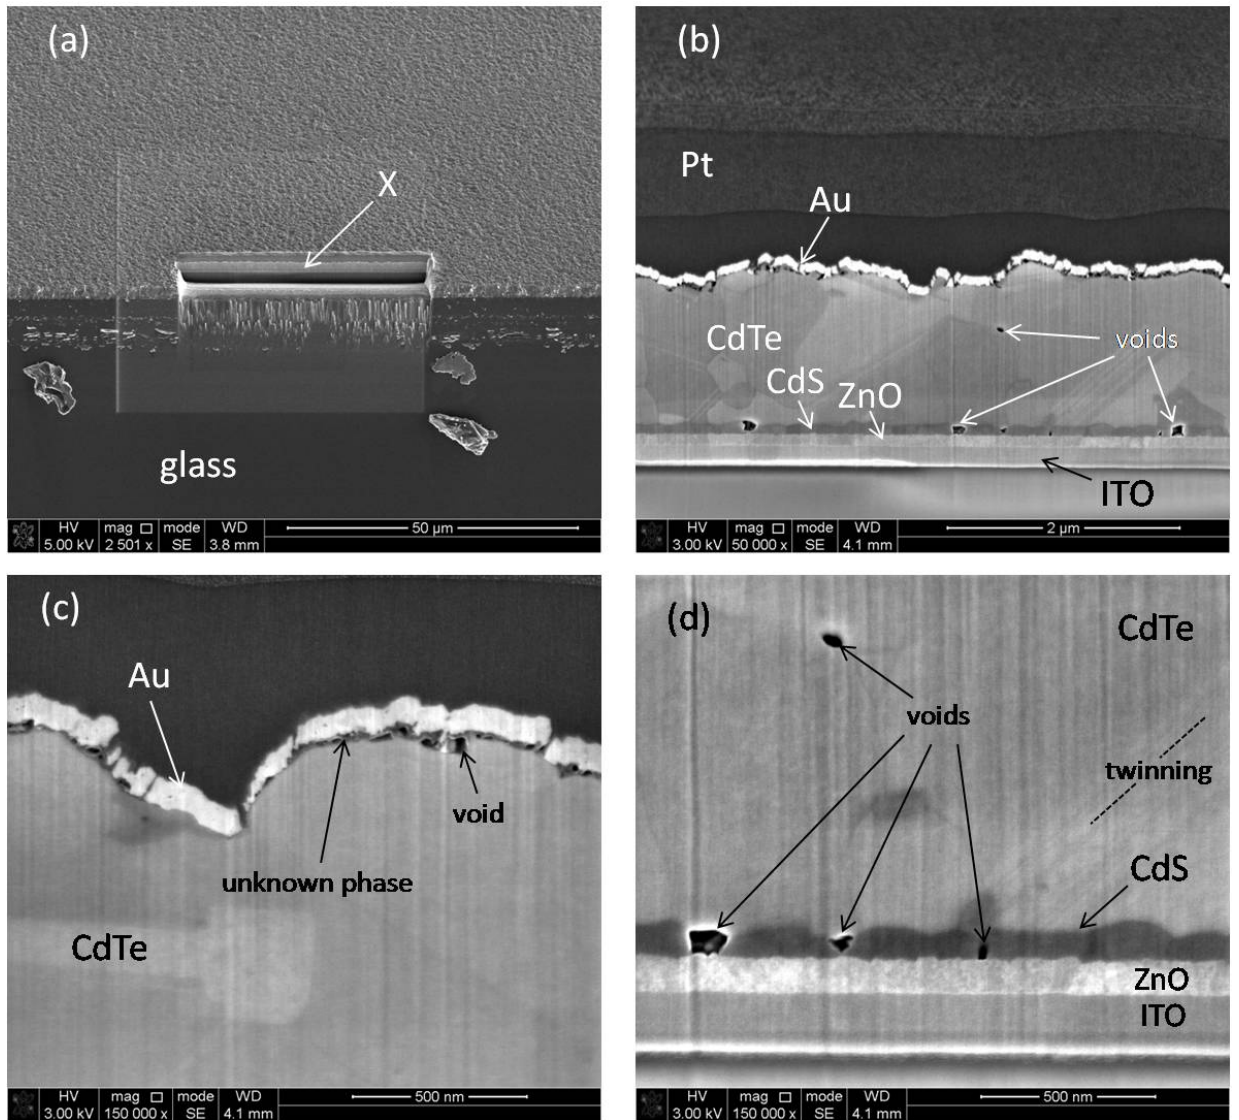 (a)
X
glass
HV mag □ mode WD
5.00 kV 2 501 x SE 3.8 mm
50 µm
(b)
Pt
Au
CdTe
voids
CdS
ZnO
ITO
HV mag □ mode WD
3.00 kV 50 000 x SE 4.1 mm
2 µm
(c)
Au
void
unknown phase
CdTe
HV mag □ mode WD
3.00 kV 150 000 x SE 4.1 mm
500 nm
(d)
CdTe
voids
twinning
CdS
ZnO
ITO
HV mag □ mode WD
3.00 kV 150 000 x SE 4.1 mm
500 nm